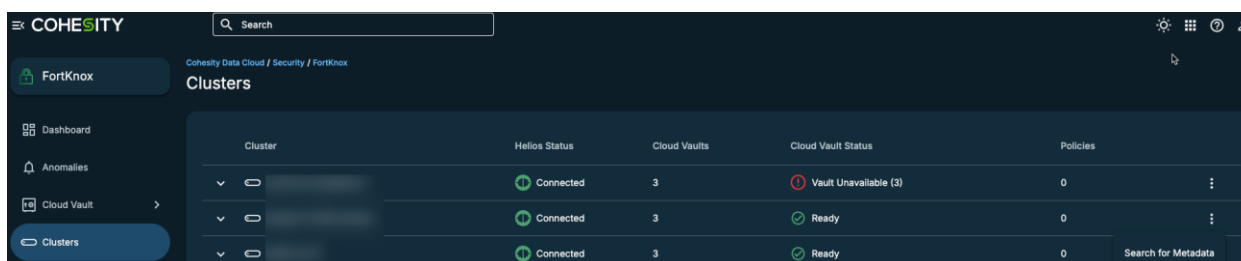 COHESITY
Search
FortKnox
Cohesity Data Cloud / Security / FortKnox
Clusters
Dashboard
Anomalies
Cloud Vault
Clusters
Cluster Helios Status Cloud Vaults Cloud Vault Status Policies
Connected 3 Vault Unavailable (3) 0
Connected 3 Ready 0
Connected 3 Ready 0
Search for Metadata